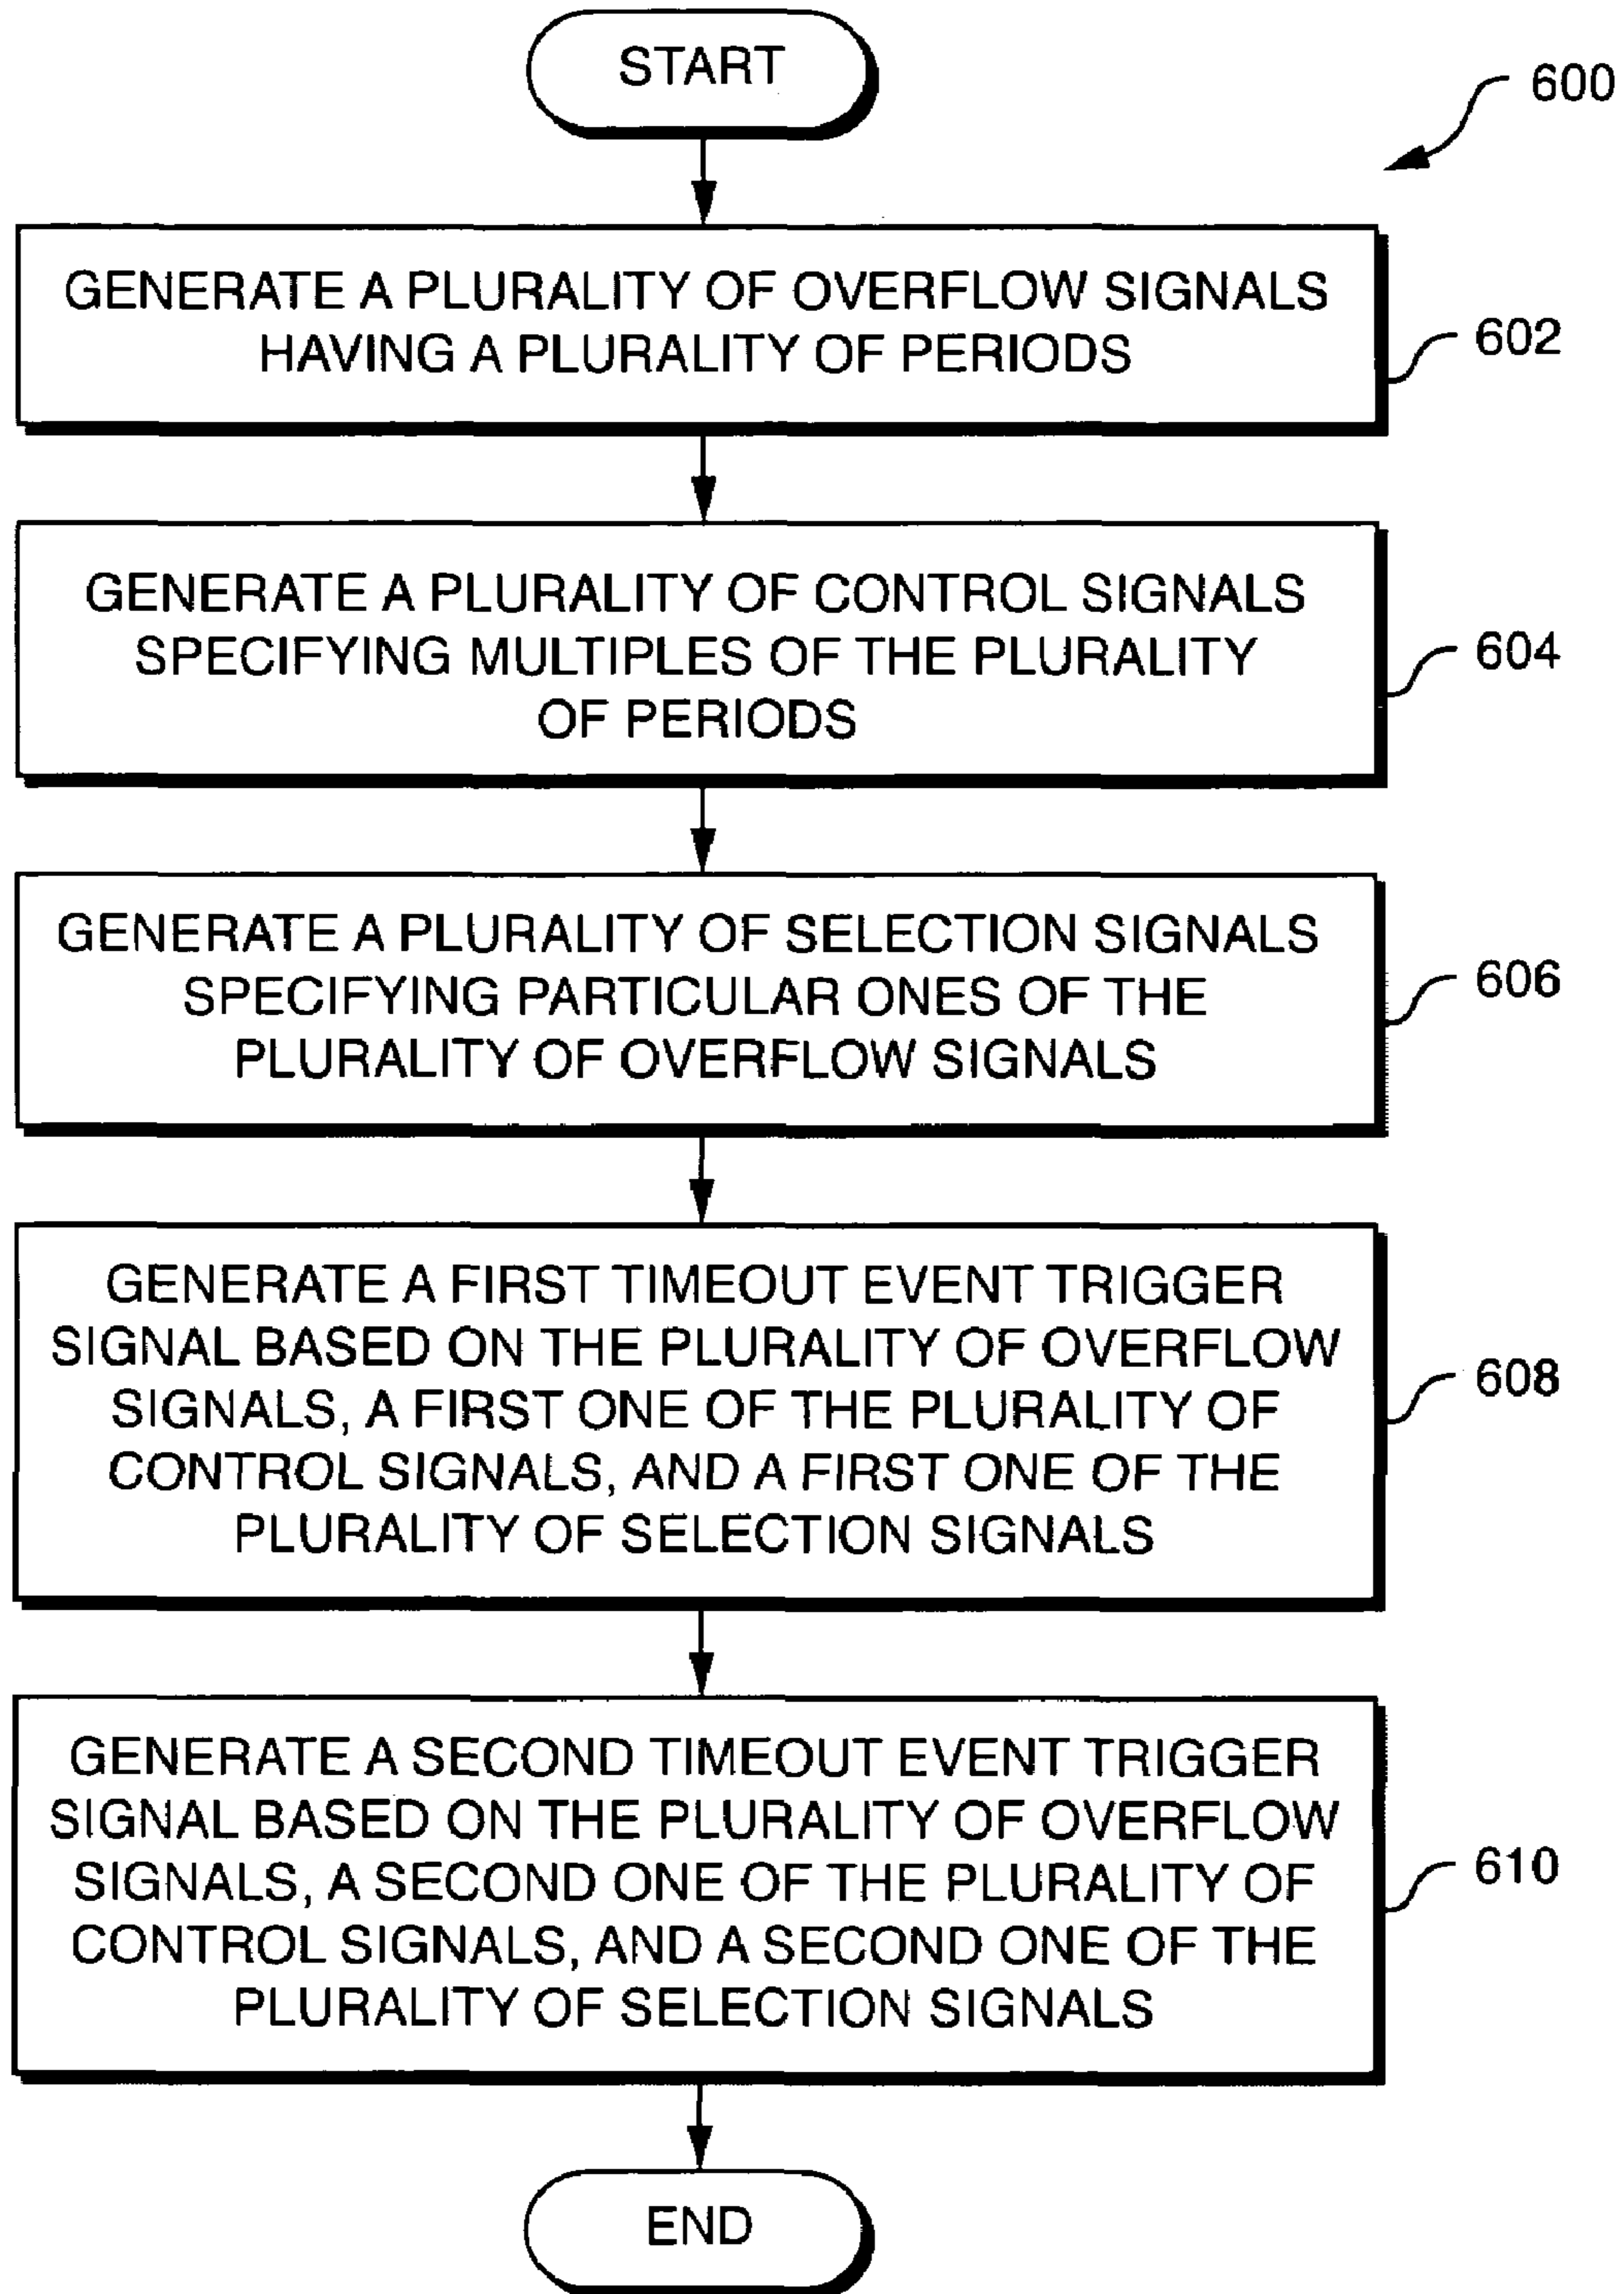 START
600
GENERATE A PLURALITY OF OVERFLOW SIGNALS
HAVING A PLURALITY OF PERIODS
602
GENERATE A PLURALITY OF CONTROL SIGNALS
SPECIFYING MULTIPLES OF THE PLURALITY
OF PERIODS
604
GENERATE A PLURALITY OF SELECTION SIGNALS
SPECIFYING PARTICULAR ONES OF THE
PLURALITY OF OVERFLOW SIGNALS
606
GENERATE A FIRST TIMEOUT EVENT TRIGGER
SIGNAL BASED ON THE PLURALITY OF OVERFLOW
SIGNALS, A FIRST ONE OF THE PLURALITY OF
CONTROL SIGNALS, AND A FIRST ONE OF THE
PLURALITY OF SELECTION SIGNALS
608
GENERATE A SECOND TIMEOUT EVENT TRIGGER
SIGNAL BASED ON THE PLURALITY OF OVERFLOW
SIGNALS, A SECOND ONE OF THE PLURALITY OF
CONTROL SIGNALS, AND A SECOND ONE OF THE
PLURALITY OF SELECTION SIGNALS
610
END